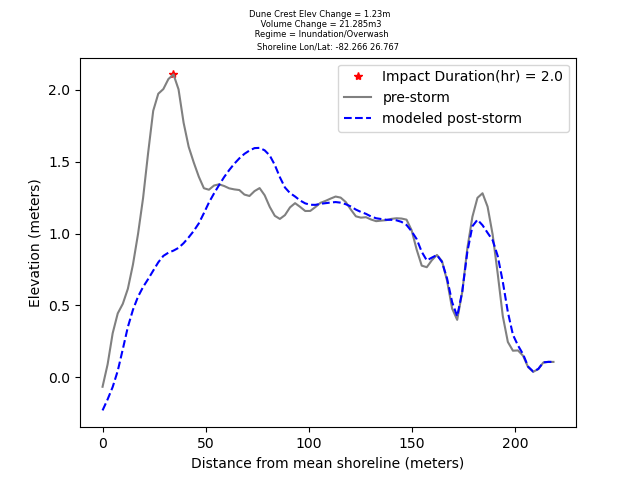 Dune Crest Elev Change = 1.23m
Volume Change = 21.285m3
Regime = Inundation/Overwash
Shoreline Lon/Lat: -82.266 26.767
Impact Duration(hr) = 2.0
pre-storm
modeled post-storm
Elevation (meters)
2.0
1.5
1.0
0.5
0.0
0 50 100 150 200
Distance from mean shoreline (meters)